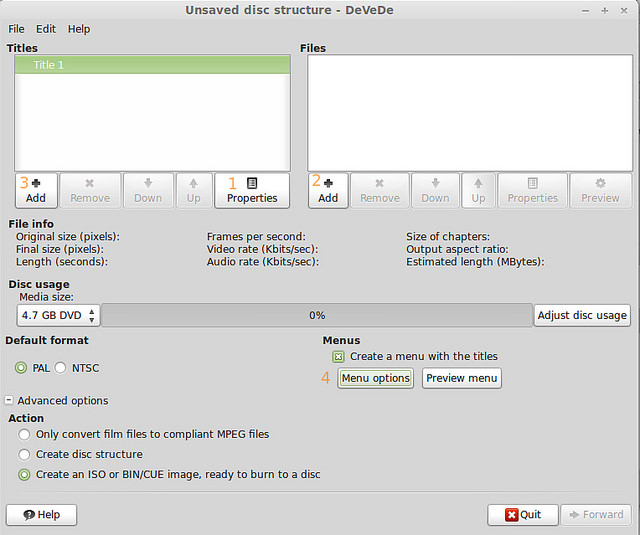 Unsaved disc structure - DeVeDe
File Edit Help
Titles Files
Title 1
3 Add Remove Down Up 1 Properties 2 Add Remove Down Up Properties Preview
File info
Original size (pixels): Frames per second: Size of chapters:
Final size (pixels): Video rate (Kbits/sec): Output aspect ratio:
Length (seconds): Audio rate (Kbits/sec): Estimated length (MBytes):
Disc usage
Media size:
4.7 GB DVD 0% Adjust disc usage
Default format Menus
Create a menu with the titles
PAL NTSC
4 Menu options Preview menu
Advanced options
Action
Only convert film files to compliant MPEG files
Create disc structure
Create an ISO or BIN/CUE image, ready to burn to a disc
Help Quit Forward